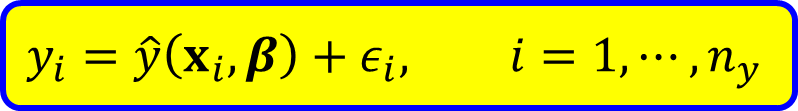 yᵢ = ŷ(𝐱ᵢ, 𝜷) + ϵᵢ, i = 1, ⋯ , n_y